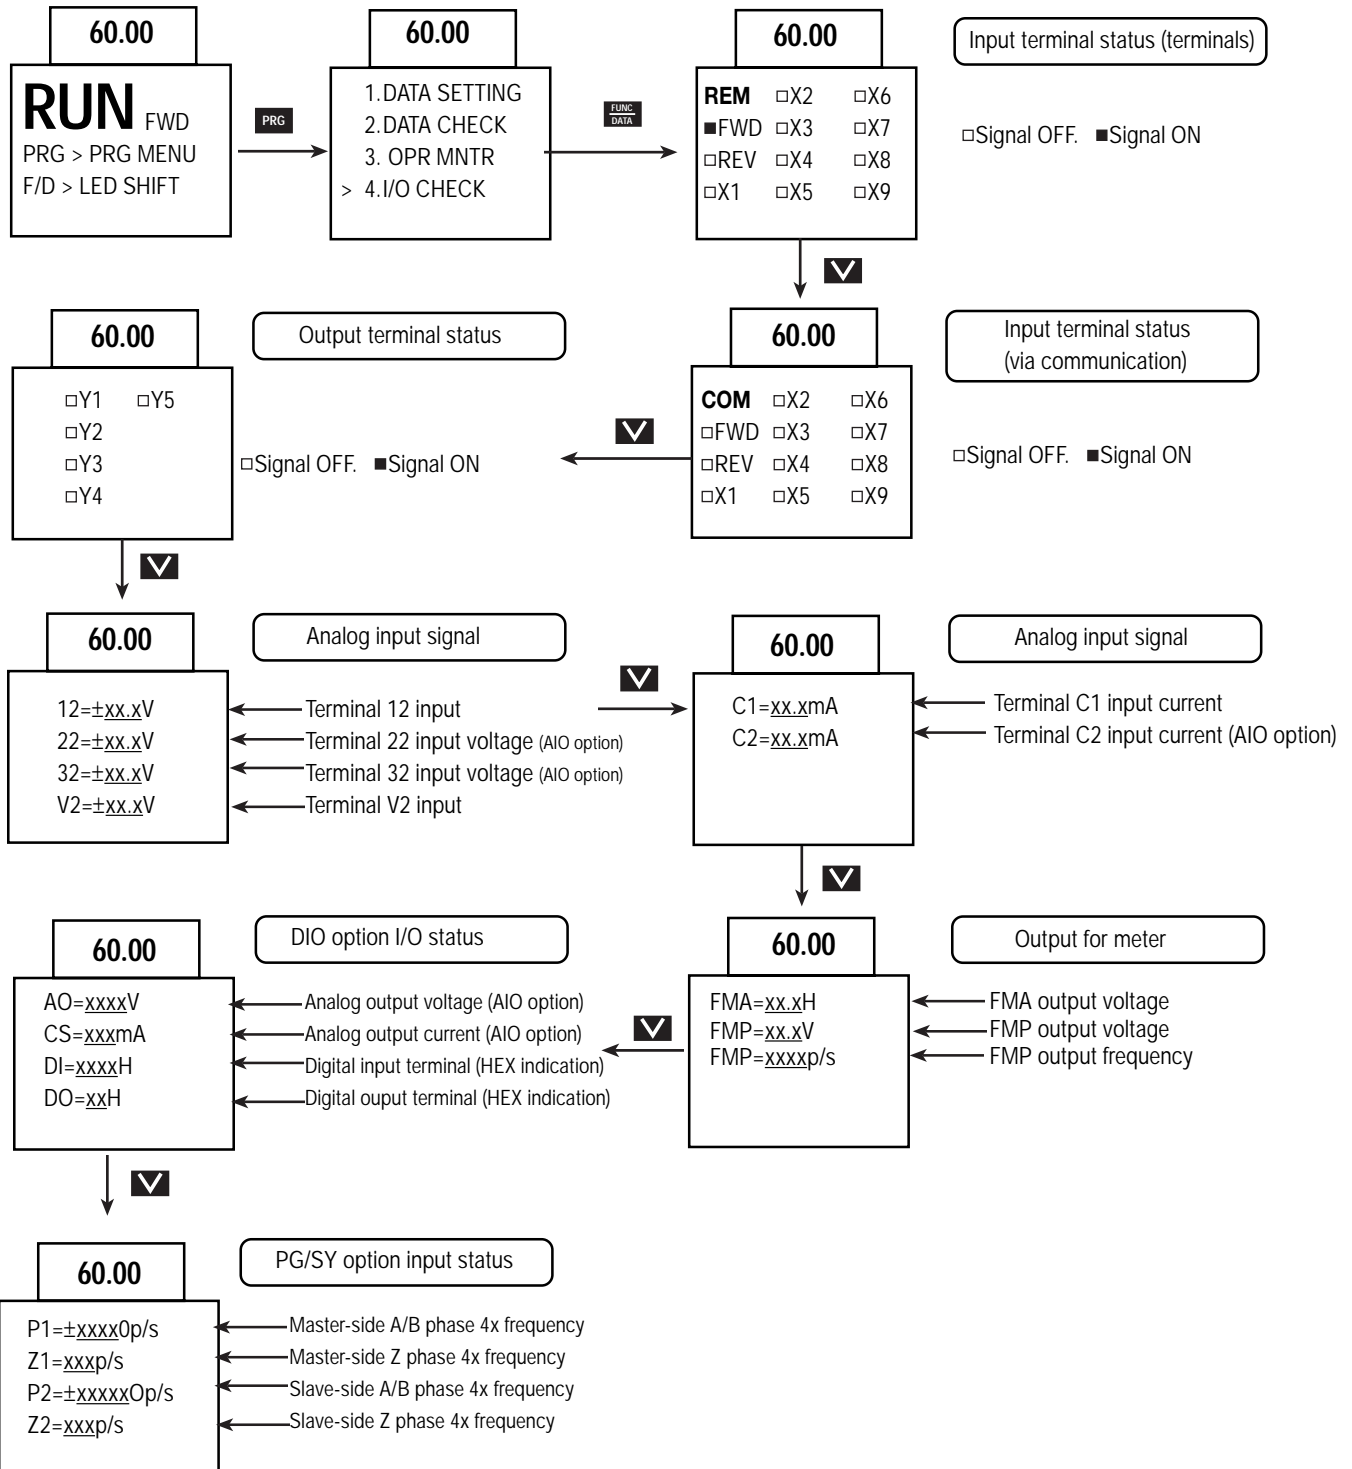 60.00
RUN FWD
PRG > PRG MENU
F/D > LED SHIFT
PRG
60.00
1.DATA SETTING
2.DATA CHECK
3. OPR MNTR
> 4.I/O CHECK
FUNC
DATA
60.00
REM □X2 □X6
■FWD □X3 □X7
□REV □X4 □X8
□X1 □X5 □X9
Input terminal status (terminals)
□Signal OFF. ■Signal ON
60.00
COM □X2 □X6
□FWD □X3 □X7
□REV □X4 □X8
□X1 □X5 □X9
Input terminal status
(via communication)
□Signal OFF. ■Signal ON
60.00
□Y1 □Y5
□Y2
□Y3
□Y4
Output terminal status
□Signal OFF. ■Signal ON
60.00
12=±xx.xV
22=±xx.xV
32=±xx.xV
V2=±xx.xV
Analog input signal
Terminal 12 input
Terminal 22 input voltage (AIO option)
Terminal 32 input voltage (AIO option)
Terminal V2 input
60.00
C1=xx.xmA
C2=xx.xmA
Analog input signal
Terminal C1 input current
Terminal C2 input current (AIO option)
60.00
FMA=xx.xH
FMP=xx.xV
FMP=xxxxp/s
Output for meter
FMA output voltage
FMP output voltage
FMP output frequency
60.00
AO=xxxxV
CS=xxxmA
DI=xxxxH
DO=xxH
DIO option I/O status
Analog output voltage (AIO option)
Analog output current (AIO option)
Digital input terminal (HEX indication)
Digital ouput terminal (HEX indication)
60.00
P1=±xxxx0p/s
Z1=xxxp/s
P2=±xxxxxOp/s
Z2=xxxp/s
PG/SY option input status
Master-side A/B phase 4x frequency
Master-side Z phase 4x frequency
Slave-side A/B phase 4x frequency
Slave-side Z phase 4x frequency